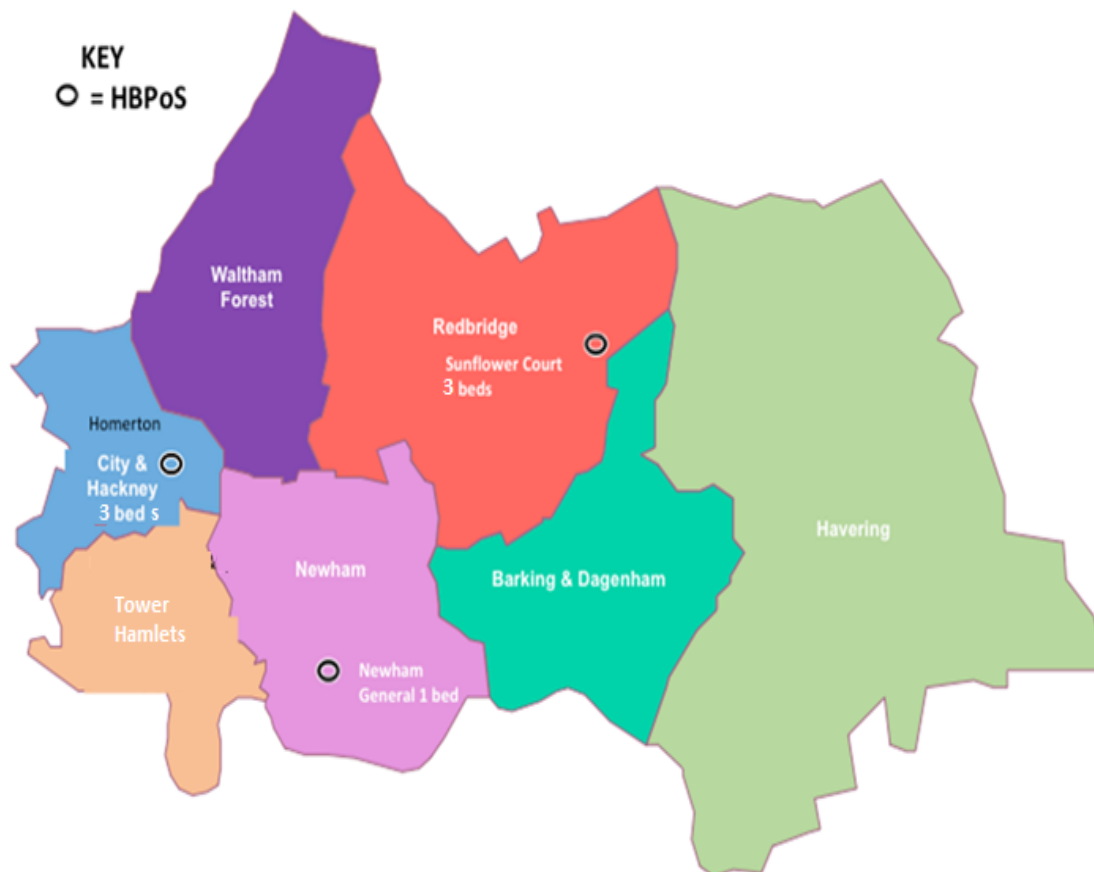 KEY
O = HBPoS
Waltham
Forest
Redbridge
Sunflower Court
3 beds
Homerton
City &
Hackney
3 bed s
Havering
Newham
Barking & Dagenham
Tower
Hamlets
Newham
General 1 bed